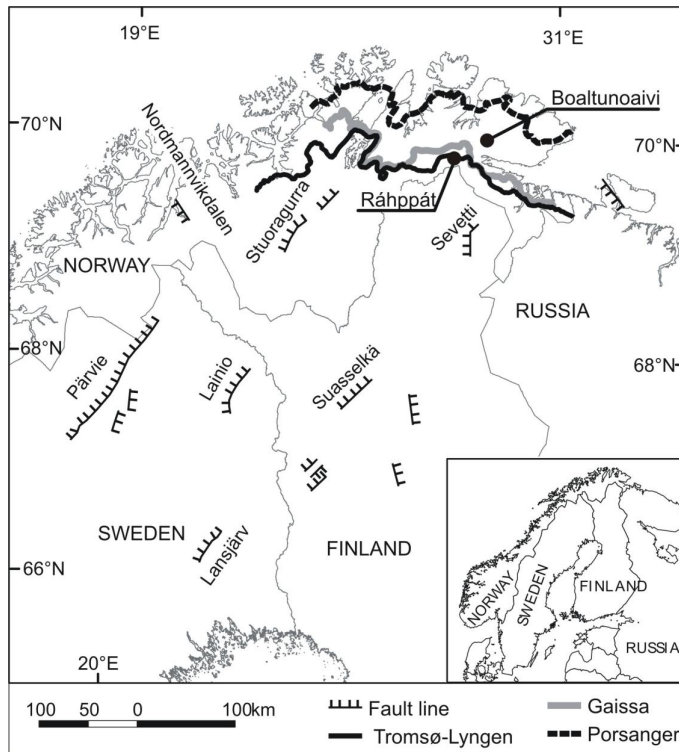 19°E
31°E
70°N
70°N
Boaltunoaivi
Nordmannvikdalen
Ráhppát
Stuoragurra
Sevetti
NORWAY
RUSSIA
68°N
68°N
Pärvie
Lainio
Suasselkä
SWEDEN
FINLAND
Lansjärv
66°N
20°E
NORWAY
SWEDEN
FINLAND
RUSSIA
100 50 0 100km
Fault line
Gaissa
Tromsø-Lyngen
Porsanger